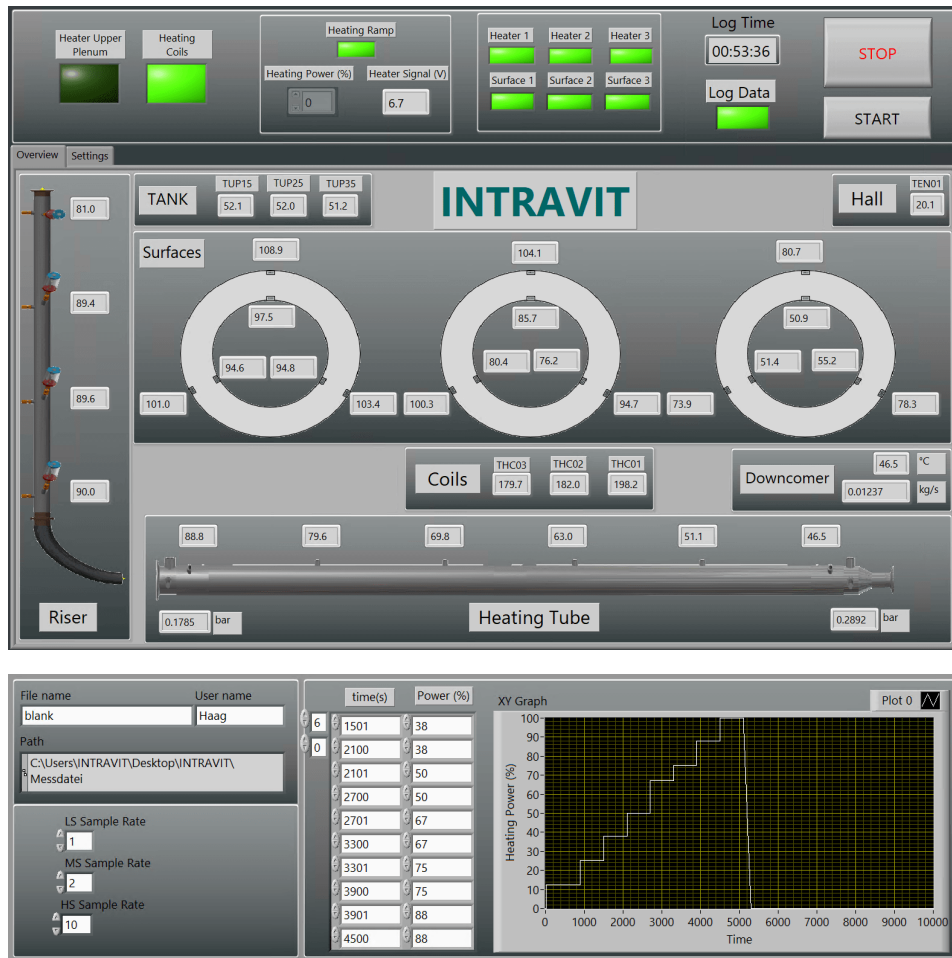 Heater Upper
Plenum
Heating
Coils
Heating Ramp
Heating Power (%)
Heater Signal (V)
0
6.7
Heater 1
Heater 2
Heater 3
Surface 1
Surface 2
Surface 3
Log Time
00:53:36
Log Data
STOP
START
Overview
Settings
81.0
89.4
89.6
90.0
Riser
TANK
TUP15
TUP25
TUP35
52.1
52.0
51.2
INTRAVIT
Hall
TEN01
20.1
Surfaces
108.9
97.5
94.6
94.8
101.0
103.4
104.1
85.7
80.4
76.2
100.3
94.7
80.7
50.9
51.4
55.2
73.9
78.3
Coils
THC03
THC02
THC01
179.7
182.0
198.2
Downcomer
46.5
°C
0.01237
kg/s
88.8
79.6
69.8
63.0
51.1
46.5
0.1785
bar
Heating Tube
0.2892
bar
File name
User name
blank
Haag
Path
C:\Users\INTRAVIT\Desktop\INTRAVIT\
Messdatei
LS Sample Rate
1
MS Sample Rate
2
HS Sample Rate
10
time(s)
Power (%)
6
0
1501 38
2100 38
2101 50
2700 50
2701 67
3300 67
3301 75
3900 75
3901 88
4500 88
XY Graph
Plot 0
Heating Power (%)
100
90
80
70
60
50
40
30
20
10
0
0 1000 2000 3000 4000 5000 6000 7000 8000 9000 10000
Time